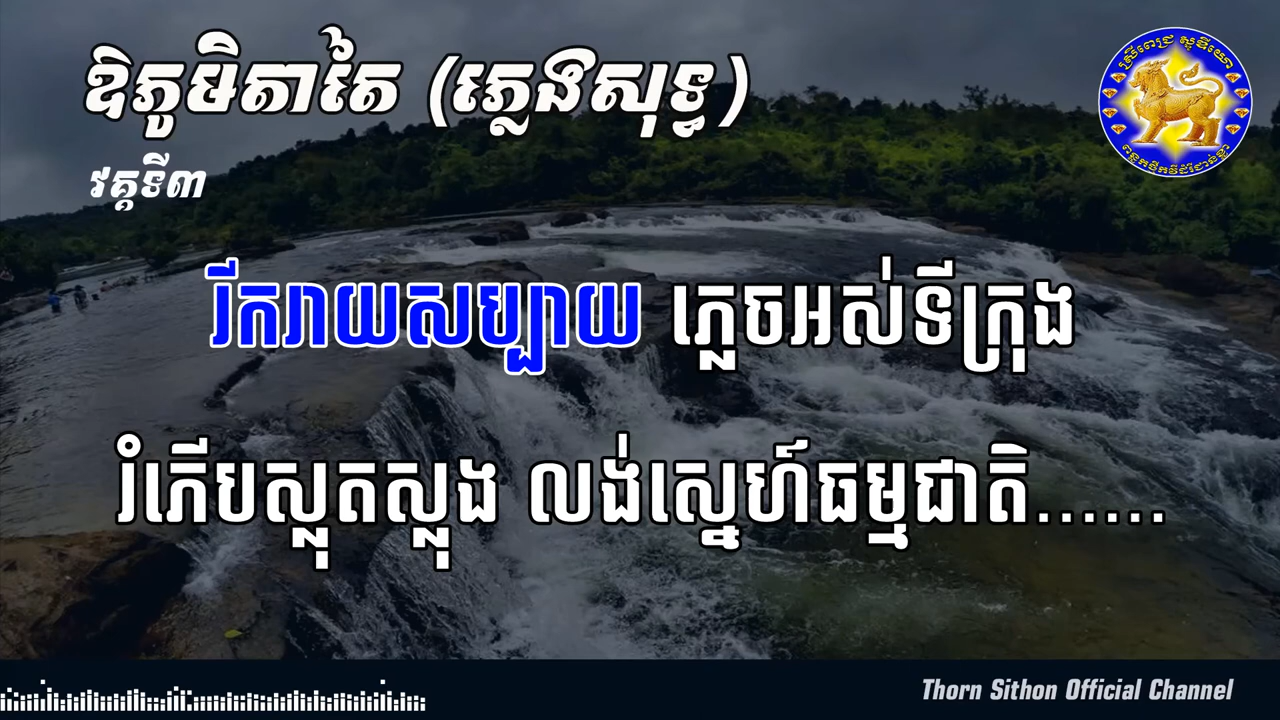 ឱភូមិតាតៃ (ភ្លេងសុទ្ធ)
វគ្គទី៣
រីករាយសប្បាយ ភ្លេចអស់ទីក្រុង
រំភើបស្លុតស្លុង លង់ស្នេហ៍ធម្មជាតិ......
Thorn Sithon Official Channel